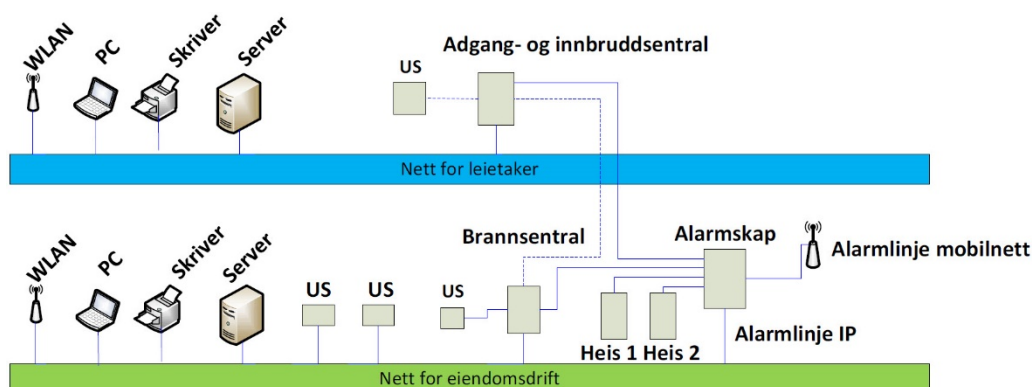 WLAN
PC
Skriver
Server
US
Adgang- og innbruddsentral
Nett for leietaker
WLAN
PC
Skriver
Server
US
US
US
Brannsentral
Alarmskap
Alarmlinje mobilnett
Heis 1
Heis 2
Alarmlinje IP
Nett for eiendomsdrift